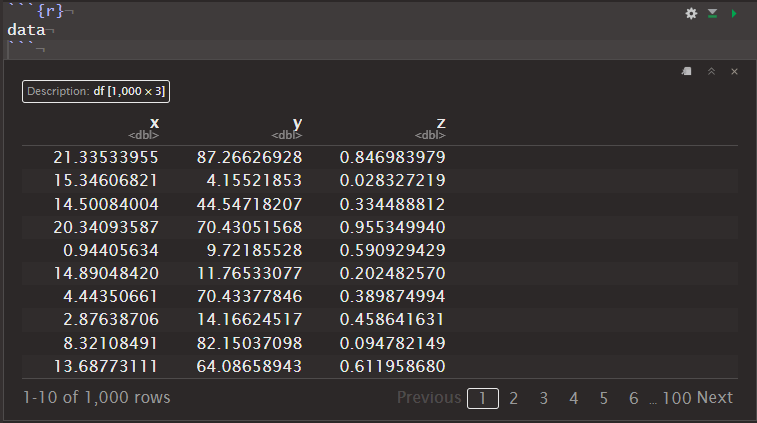 ```{r}¬
data¬
```¬
Description: df [1,000 × 3]
x y z
<dbl> <dbl> <dbl>
21.33533955 87.26626928 0.846983979
15.34606821 4.15521853 0.028327219
14.50084004 44.54718207 0.334488812
20.34093587 70.43051568 0.955349940
0.94405634 9.72185528 0.590929429
14.89048420 11.76533077 0.202482570
4.44350661 70.43377846 0.389874994
2.87638706 14.16624517 0.458641631
8.32108491 82.15037098 0.094782149
13.68773111 64.08658943 0.611958680
1-10 of 1,000 rows Previous 1 2 3 4 5 6 ... 100 Next